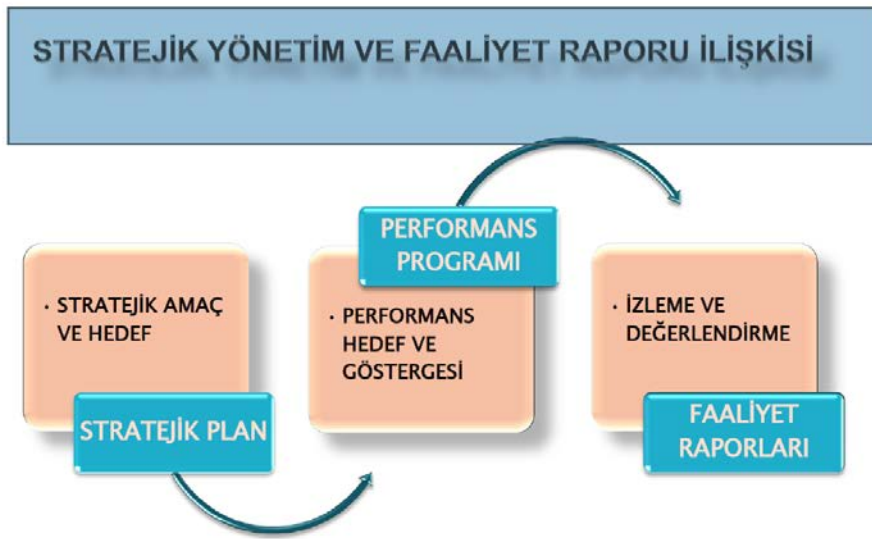 STRATEJİK YÖNETİM VE FAALİYET RAPORU İLİŞKİSİ
• STRATEJİK AMAÇ
VE HEDEF
STRATEJİK PLAN
PERFORMANS
PROGRAMI
• PERFORMANS
HEDEF VE
GÖSTERGESİ
• İZLEME VE
DEĞERLENDİRME
FAALİYET
RAPORLARI